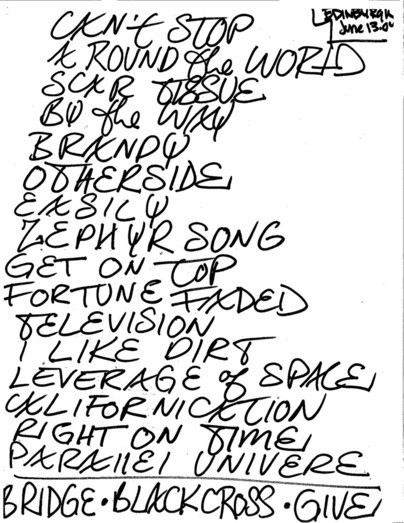 EDINBURGH
June 13.04
CAN'T STOP
AROUND the WORLD
SCAR TISSUE
BY the WAY
BRANDY
OTHERSIDE
EASILY
ZEPHYR SONG
GET ON TOP
FORTUNE FADED
TELEVISION
I LIKE DIRT
LEVERAGE of SPACE
CALIFORNICATION
RIGHT ON TIME
PARALLEL UNIVERE
BRIDGE • BLACKCROSS • GIVE